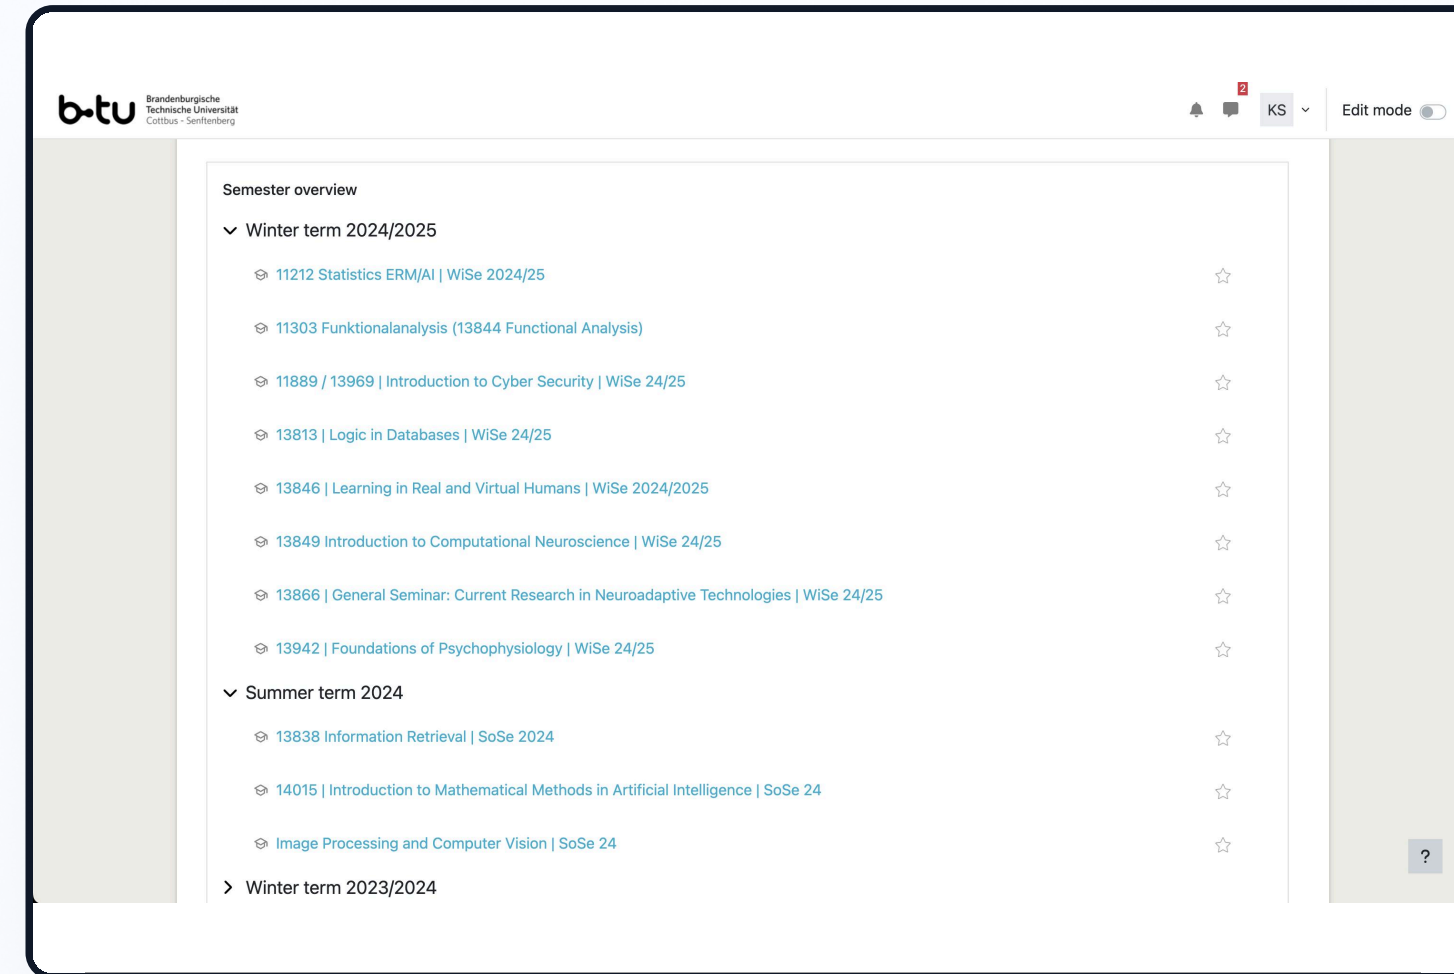 b-tu
Brandenburgische
Technische Universität
Cottbus - Senftenberg
2
KS
Edit mode
Semester overview
Winter term 2024/2025
11212 Statistics ERM/AI | WiSe 2024/25
11303 Funktionalanalysis (13844 Functional Analysis)
11889 / 13969 | Introduction to Cyber Security | WiSe 24/25
13813 | Logic in Databases | WiSe 24/25
13846 | Learning in Real and Virtual Humans | WiSe 2024/2025
13849 Introduction to Computational Neuroscience | WiSe 24/25
13866 | General Seminar: Current Research in Neuroadaptive Technologies | WiSe 24/25
13942 | Foundations of Psychophysiology | WiSe 24/25
Summer term 2024
13838 Information Retrieval | SoSe 2024
14015 | Introduction to Mathematical Methods in Artificial Intelligence | SoSe 24
Image Processing and Computer Vision | SoSe 24
?
Winter term 2023/2024